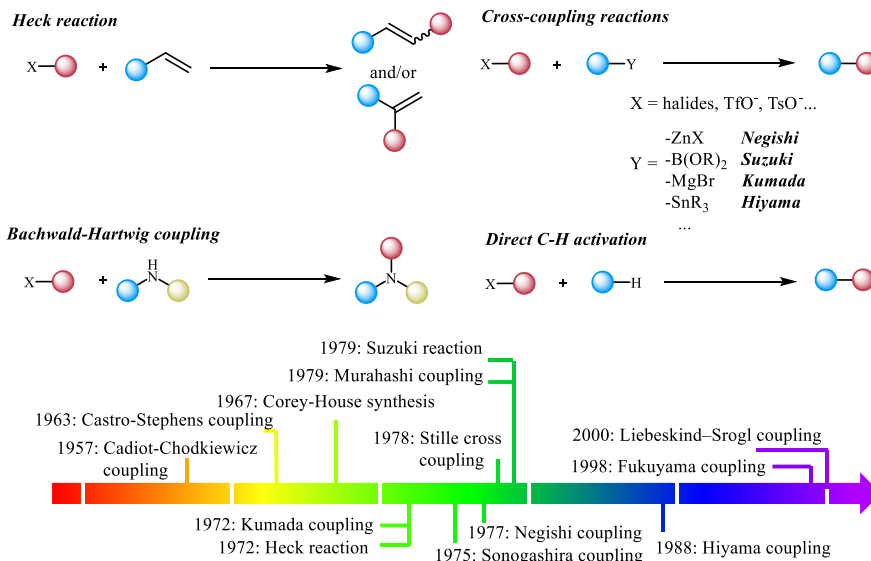 Heck reaction
X
+
and/or
Cross-coupling reactions
X
+
Y
X = halides, TfO⁻, TsO⁻...
Y =
-ZnX Negishi
-B(OR)₂ Suzuki
-MgBr Kumada
-SnR₃ Hiyama
...
Bachwald-Hartwig coupling
X
+
H
N
N
Direct C-H activation
X
+
H
1979: Suzuki reaction
1979: Murahashi coupling
1967: Corey-House synthesis
1963: Castro-Stephens coupling
1957: Cadiot-Chodkiewicz
coupling
1978: Stille cross
coupling
2000: Liebeskind–Srogl coupling
1998: Fukuyama coupling
1972: Kumada coupling
1972: Heck reaction
1977: Negishi coupling
1975: Sonogashira coupling
1988: Hiyama coupling